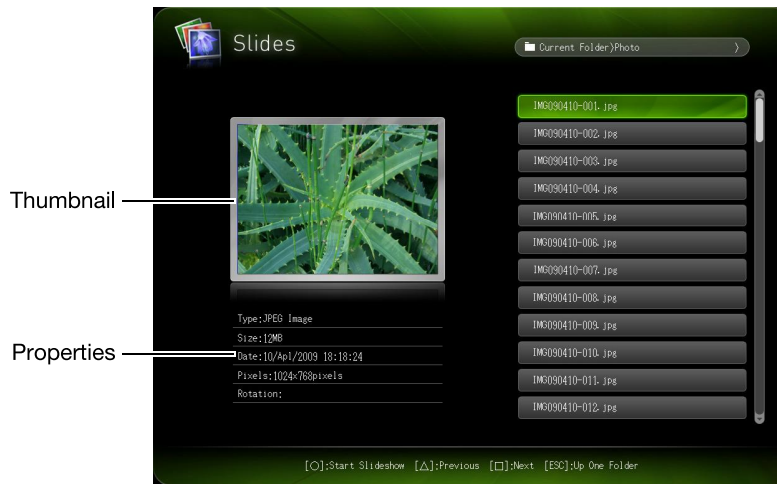 Slides
Current Folder〉Photo 〉
Thumbnail
Properties
Type:JPEG Image
Size:12MB
Date:10/Apl/2009 18:18:24
Pixels:1024×768pixels
Rotation:
IMG090410-001.jpg
IMG090410-002.jpg
IMG090410-003.jpg
IMG090410-004.jpg
IMG090410-005.jpg
IMG090410-006.jpg
IMG090410-007.jpg
IMG090410-008.jpg
IMG090410-009.jpg
IMG090410-010.jpg
IMG090410-011.jpg
IMG090410-012.jpg
[○]:Start Slideshow [△]:Previous [□]:Next [ESC]:Up One Folder